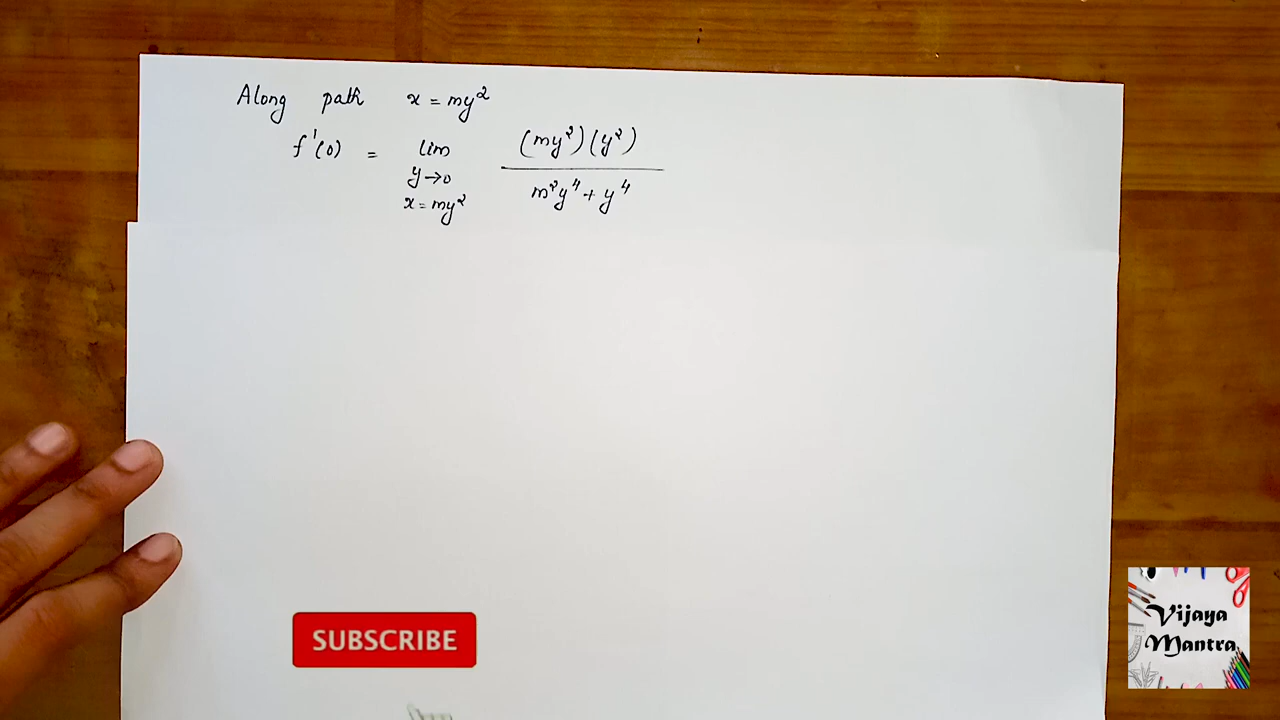 Along path x = my²
f'(0) = lim (my²)(y²)
y→0 m²y⁴ + y⁴
x = my²
SUBSCRIBE
Vijaya
Mantra